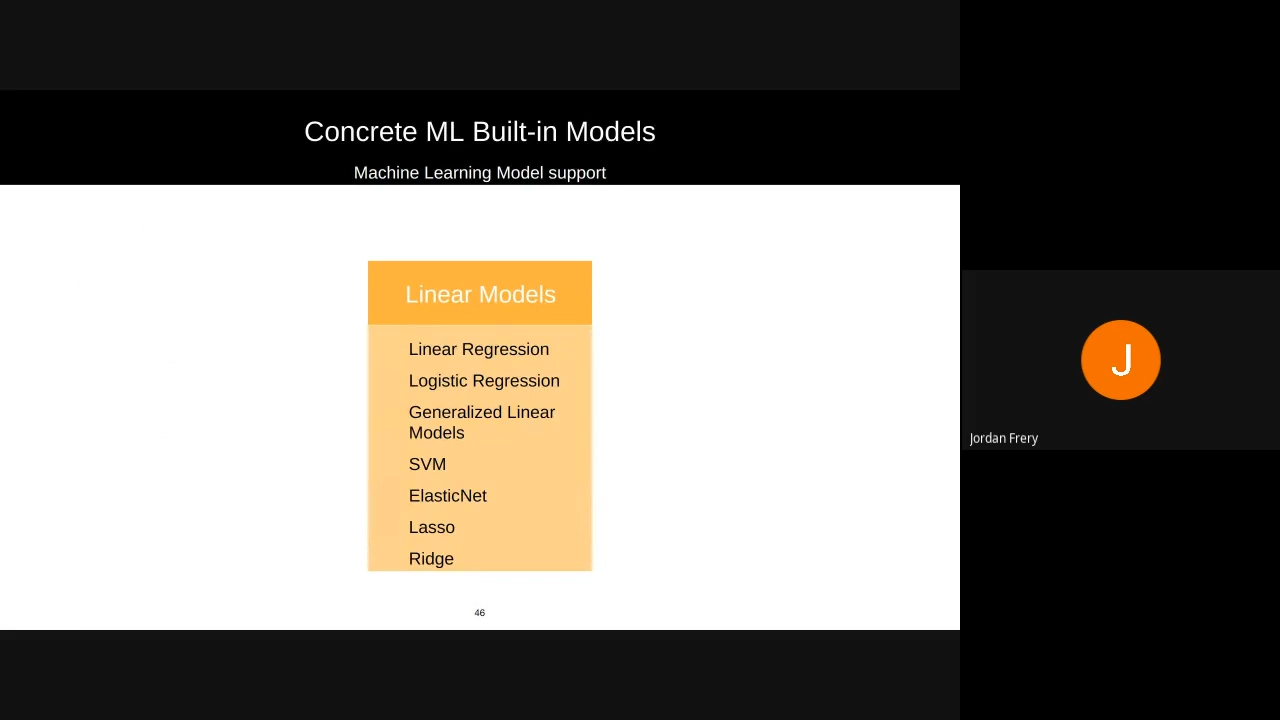 Concrete ML Built-in Models
Machine Learning Model support
Linear Models
Linear Regression
Logistic Regression
Generalized Linear
Models
SVM
ElasticNet
Lasso
Ridge
46
J
Jordan Frery